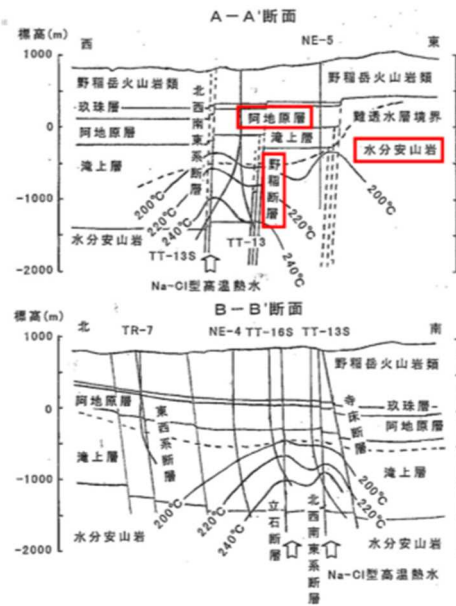 A－A'断面
標高(m)
西
NE-5
東
1000
野稲岳火山岩類
北西南東系断層
野稲岳火山岩類
玖珠層
阿地原層
難透水層境界
0
阿地原層
滝上層
水分安山岩
滝上層
野稲断層
-1000
200℃
220℃
240℃
220℃
200℃
240℃
水分安山岩
TT-13S
TT-13
-2000
Na-Cl型高温熱水
B－B'断面
標高(m)
北
TR-7
NE-4
TT-16S
TT-13S
南
1000
野稲岳火山岩類
阿地原層
寺床断層
玖珠層
0
阿地原層
東西系断層
滝上層
滝上層
-1000
200℃
220℃
240℃
200℃
220℃
240℃
水分安山岩
立石断層
北西南東系断層
水分安山岩
-2000
Na-Cl型高温熱水